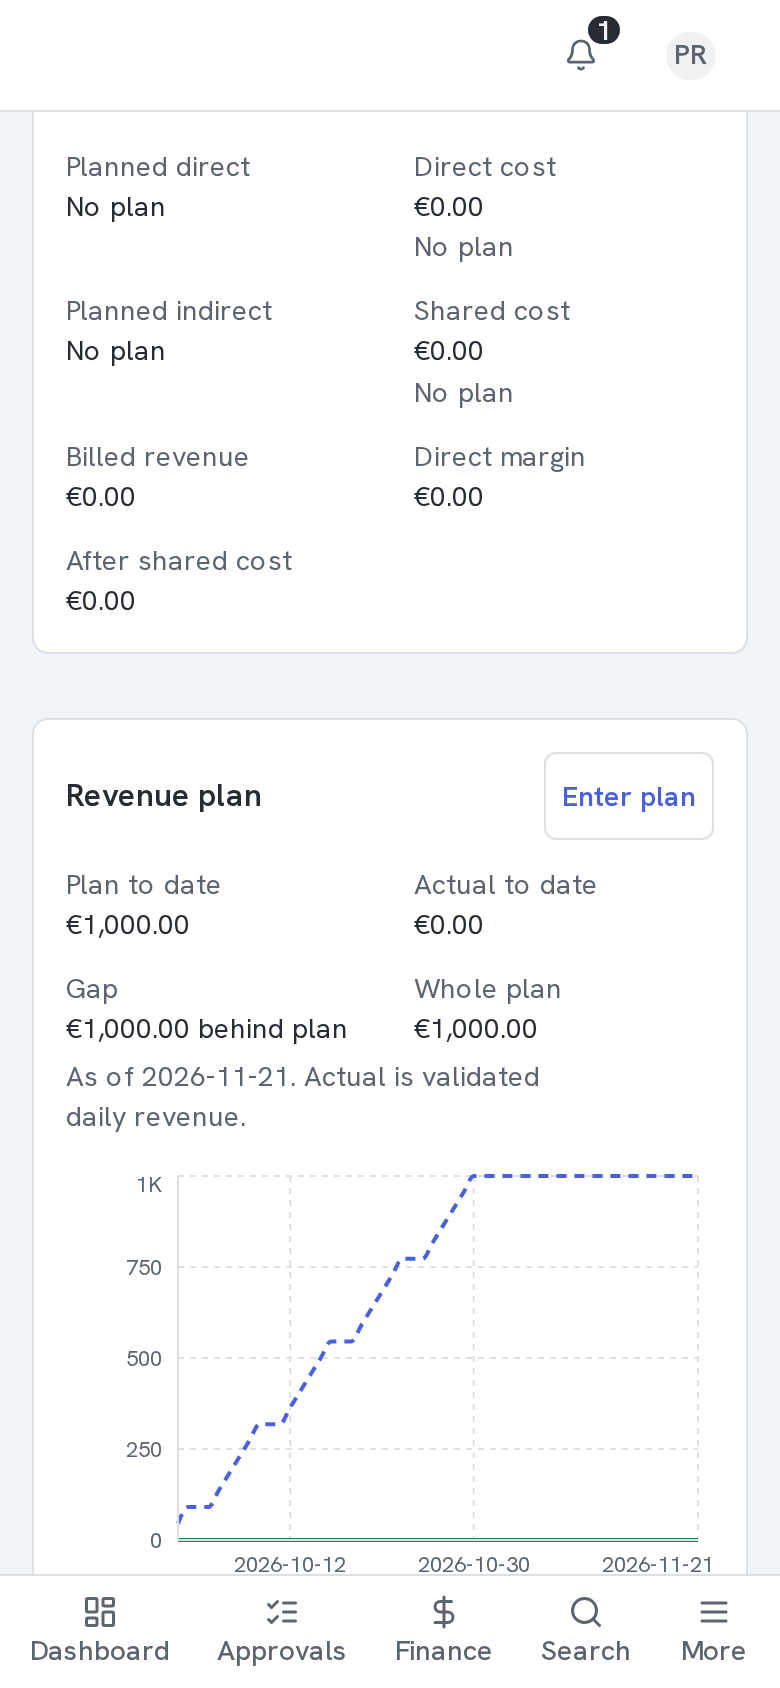 1
PR
Planned direct
No plan
Direct cost
€0.00
No plan
Planned indirect
No plan
Shared cost
€0.00
No plan
Billed revenue
€0.00
Direct margin
€0.00
After shared cost
€0.00
Revenue plan
Enter plan
Plan to date
€1,000.00
Actual to date
€0.00
Gap
€1,000.00 behind plan
Whole plan
€1,000.00
As of 2026-11-21. Actual is validated
daily revenue.
1K
750
500
250
0
2026-10-12
2026-10-30
2026-11-21
Dashboard
Approvals
Finance
Search
More